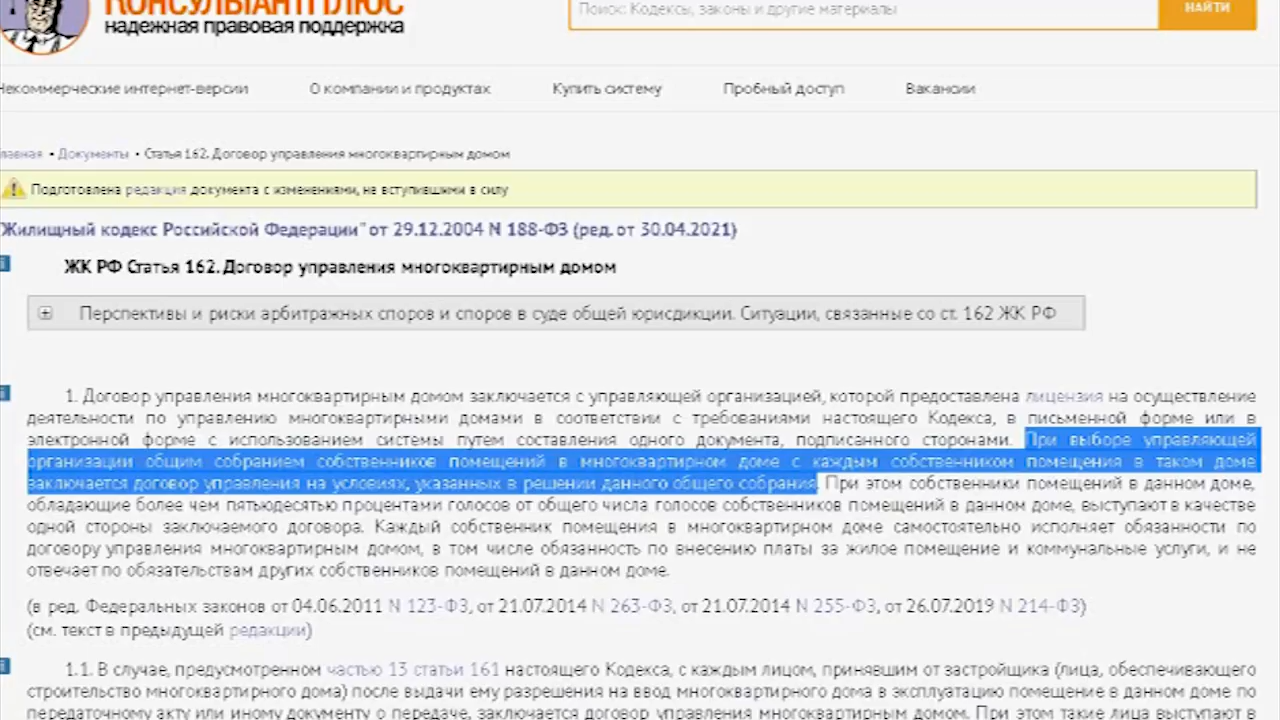 КОНСУЛЬТАНТПЛЮС
надежная правовая поддержка
Поиск: Кодексы, законы и другие материалы
НАЙТИ
Некоммерческие интернет-версии О компании и продуктах Купить систему Пробный доступ Вакансии
Главная • Документы • Статья 162. Договор управления многоквартирным домом
Подготовлена редакция документа с изменениями, не вступившими в силу
"Жилищный кодекс Российской Федерации" от 29.12.2004 N 188-ФЗ (ред. от 30.04.2021)
ЖК РФ Статья 162. Договор управления многоквартирным домом
Перспективы и риски арбитражных споров и споров в суде общей юрисдикции. Ситуации, связанные со ст. 162 ЖК РФ
1. Договор управления многоквартирным домом заключается с управляющей организацией, которой предоставлена лицензия на осуществление
деятельности по управлению многоквартирными домами в соответствии с требованиями настоящего Кодекса, в письменной форме или в
электронной форме с использованием системы путем составления одного документа, подписанного сторонами. При выборе управляющей
организации общим собранием собственников помещений в многоквартирном доме с каждым собственником помещения в таком доме
заключается договор управления на условиях, указанных в решении данного общего собрания. При этом собственники помещений в данном доме,
обладающие более чем пятьюдесятью процентами голосов от общего числа голосов собственников помещений в данном доме, выступают в качестве
одной стороны заключаемого договора. Каждый собственник помещения в многоквартирном доме самостоятельно исполняет обязанности по
договору управления многоквартирным домом, в том числе обязанность по внесению платы за жилое помещение и коммунальные услуги, и не
отвечает по обязательствам других собственников помещений в данном доме.
(в ред. Федеральных законов от 04.06.2011 N 123-ФЗ, от 21.07.2014 N 263-ФЗ, от 21.07.2014 N 255-ФЗ, от 26.07.2019 N 214-ФЗ)
(см. текст в предыдущей редакции)
1.1. В случае, предусмотренном частью 13 статьи 161 настоящего Кодекса, с каждым лицом, принявшим от застройщика (лица, обеспечивающего
строительство многоквартирного дома) после выдачи ему разрешения на ввод многоквартирного дома в эксплуатацию помещение в данном доме по
передаточному акту или иному документу о передаче, заключается договор управления многоквартирным домом. При этом такие лица выступают в